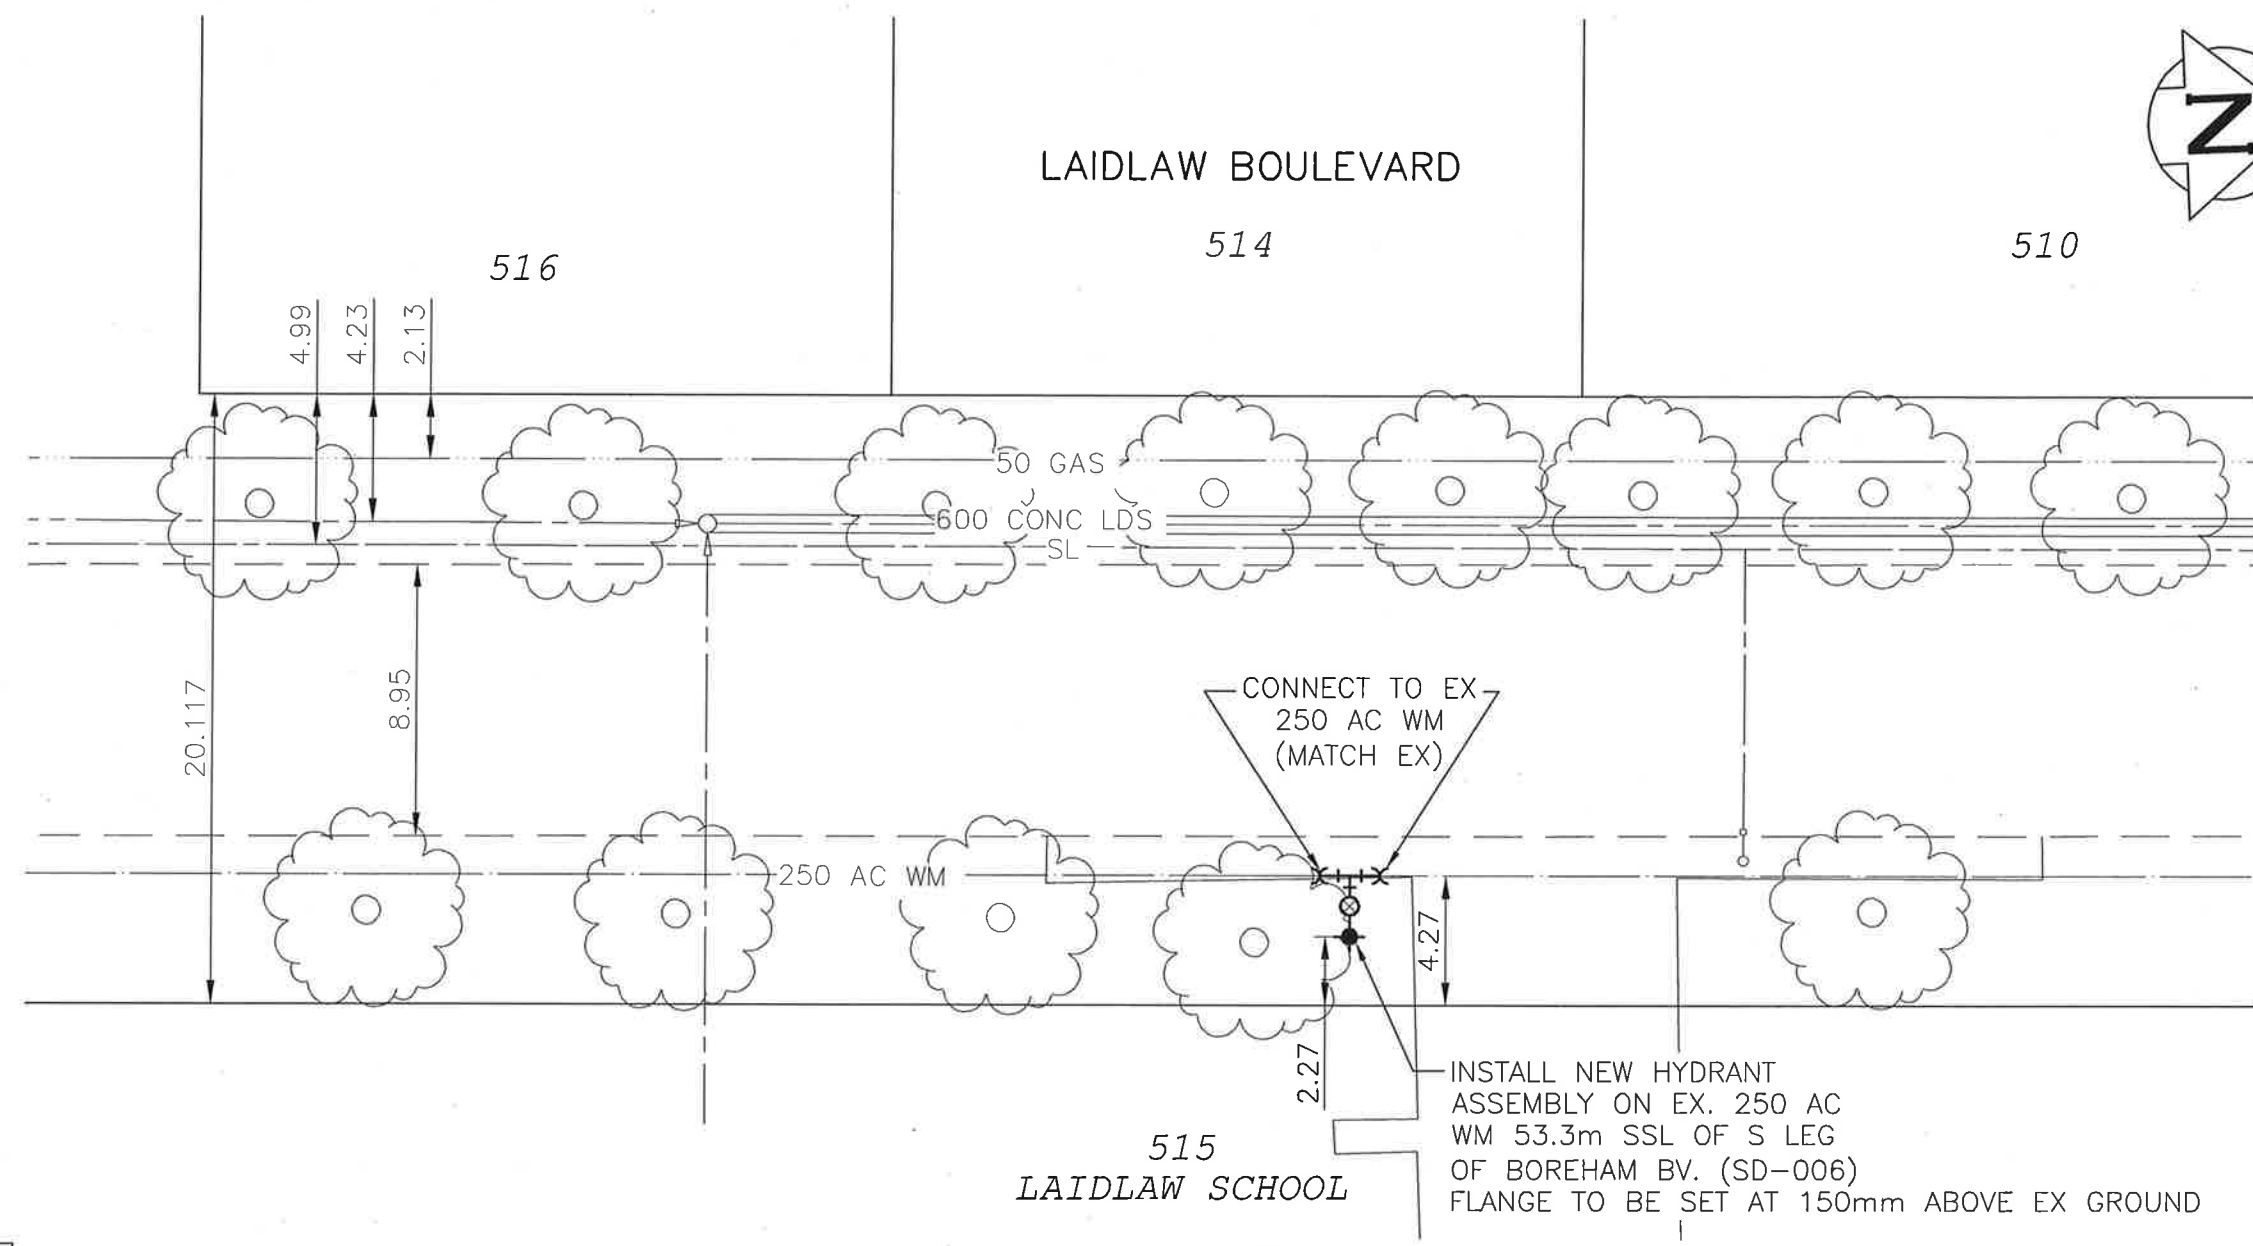 LAIDLAW BOULEVARD
N
516
514
510
4.99
4.23
2.13
50 GAS
600 CONC LDS
SL
20.117
8.95
CONNECT TO EX
250 AC WM
(MATCH EX)
250 AC WM
4.27
2.27
INSTALL NEW HYDRANT
ASSEMBLY ON EX. 250 AC
WM 53.3m SSL OF S LEG
OF BOREHAM BV. (SD-006)
FLANGE TO BE SET AT 150mm ABOVE EX GROUND
515
LAIDLAW SCHOOL